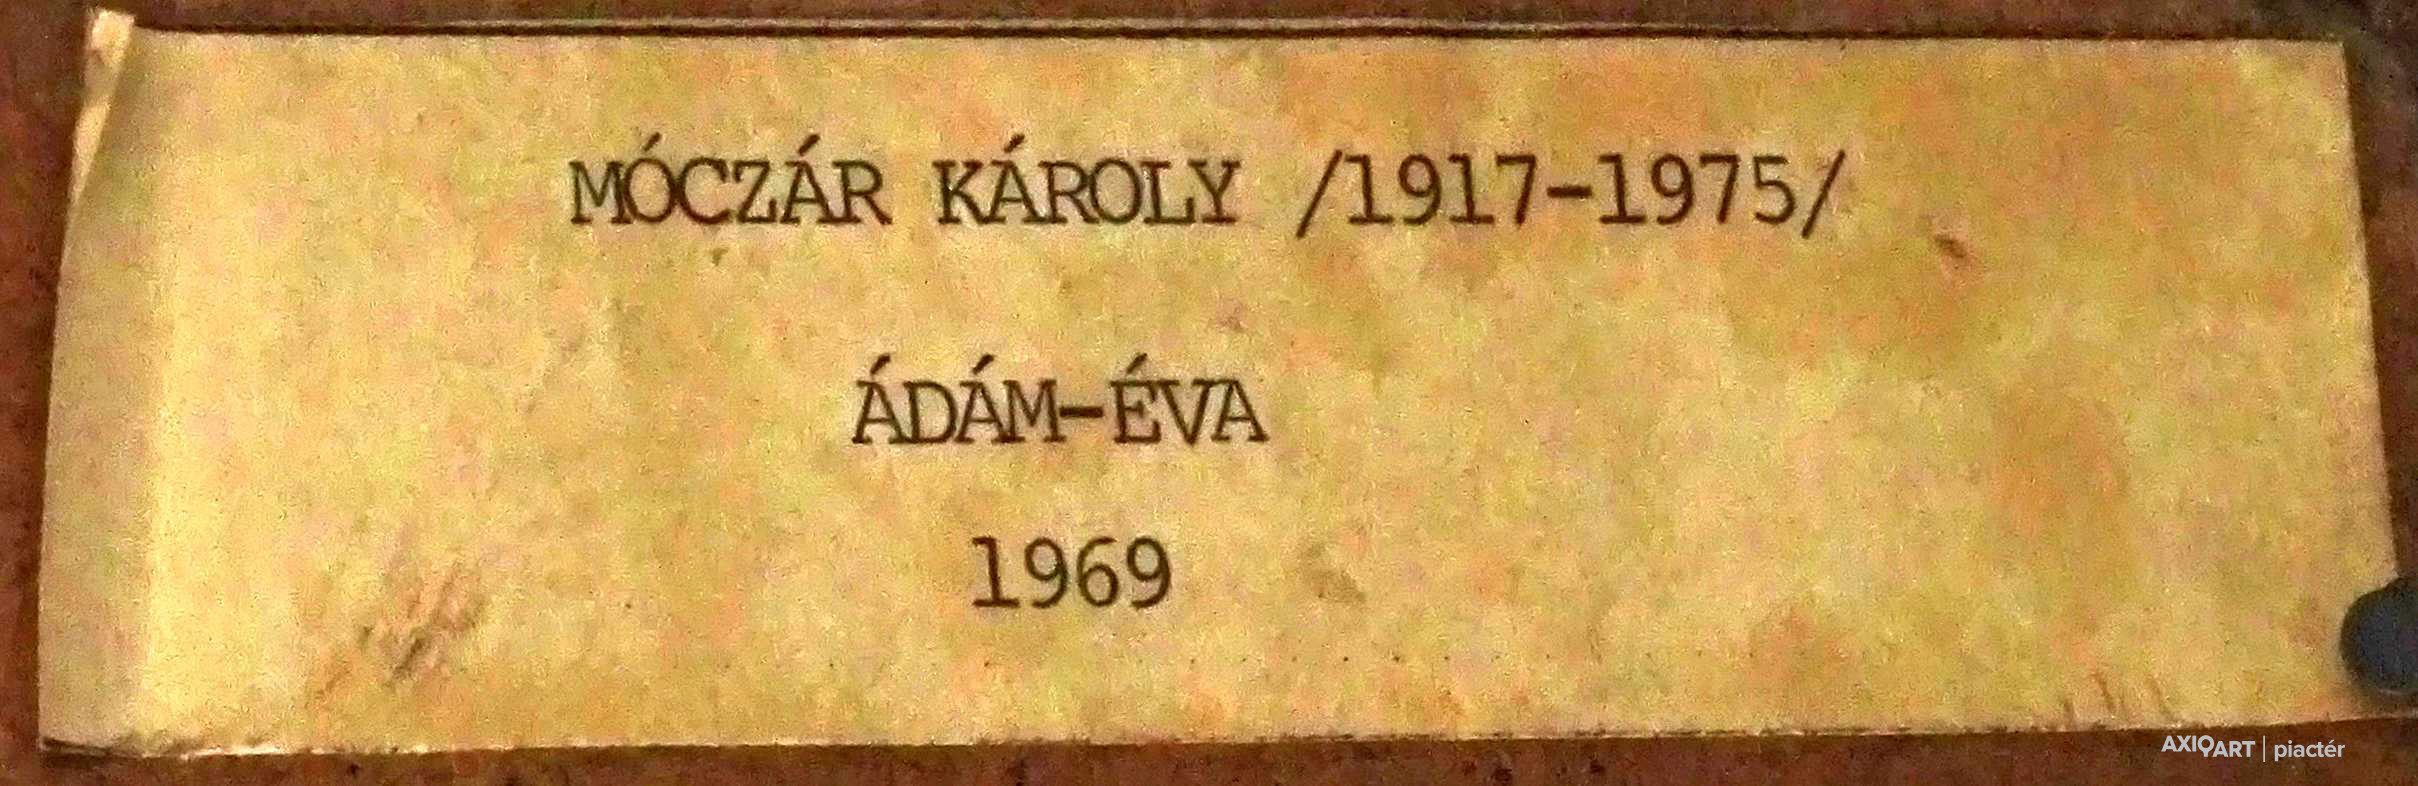 MÓCZÁR KÁROLY /1917-1975/
ÁDÁM-ÉVA
1969
AXIOART | piactér